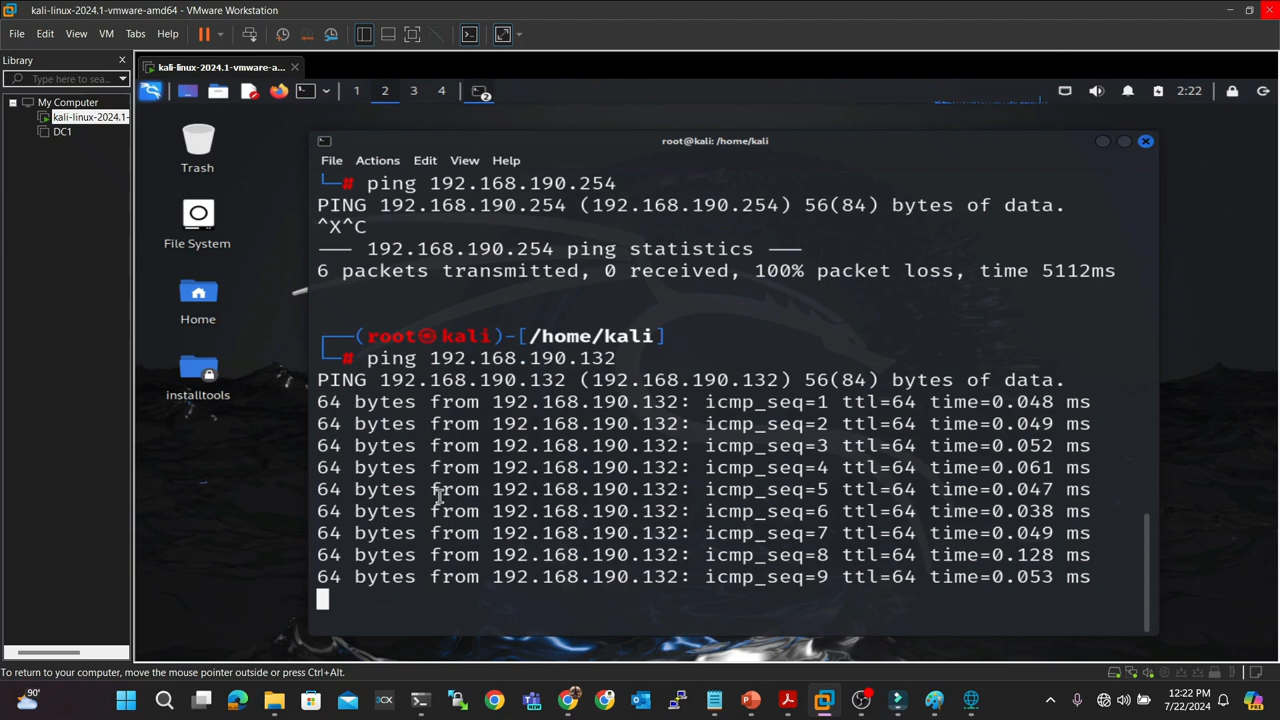 kali-linux-2024.1-vmware-amd64 - VMware Workstation
File Edit View VM Tabs Help
Library
Type here to sea...
My Computer
kali-linux-2024.1-
DC1
kali-linux-2024.1-vmware-a...
1 2 3 4 2 2:22
Trash
File System
Home
installtools
root@kali: /home/kali
File Actions Edit View Help
└─# ping 192.168.190.254
PING 192.168.190.254 (192.168.190.254) 56(84) bytes of data.
^X^C
─── 192.168.190.254 ping statistics ───
6 packets transmitted, 0 received, 100% packet loss, time 5112ms
┌──(root㉿kali)-[/home/kali]
└─# ping 192.168.190.132
PING 192.168.190.132 (192.168.190.132) 56(84) bytes of data.
64 bytes from 192.168.190.132: icmp_seq=1 ttl=64 time=0.048 ms
64 bytes from 192.168.190.132: icmp_seq=2 ttl=64 time=0.049 ms
64 bytes from 192.168.190.132: icmp_seq=3 ttl=64 time=0.052 ms
64 bytes from 192.168.190.132: icmp_seq=4 ttl=64 time=0.061 ms
64 bytes from 192.168.190.132: icmp_seq=5 ttl=64 time=0.047 ms
64 bytes from 192.168.190.132: icmp_seq=6 ttl=64 time=0.038 ms
64 bytes from 192.168.190.132: icmp_seq=7 ttl=64 time=0.049 ms
64 bytes from 192.168.190.132: icmp_seq=8 ttl=64 time=0.128 ms
64 bytes from 192.168.190.132: icmp_seq=9 ttl=64 time=0.053 ms
To return to your computer, move the mouse pointer outside or press Ctrl+Alt.
90°
12:22 PM
7/22/2024